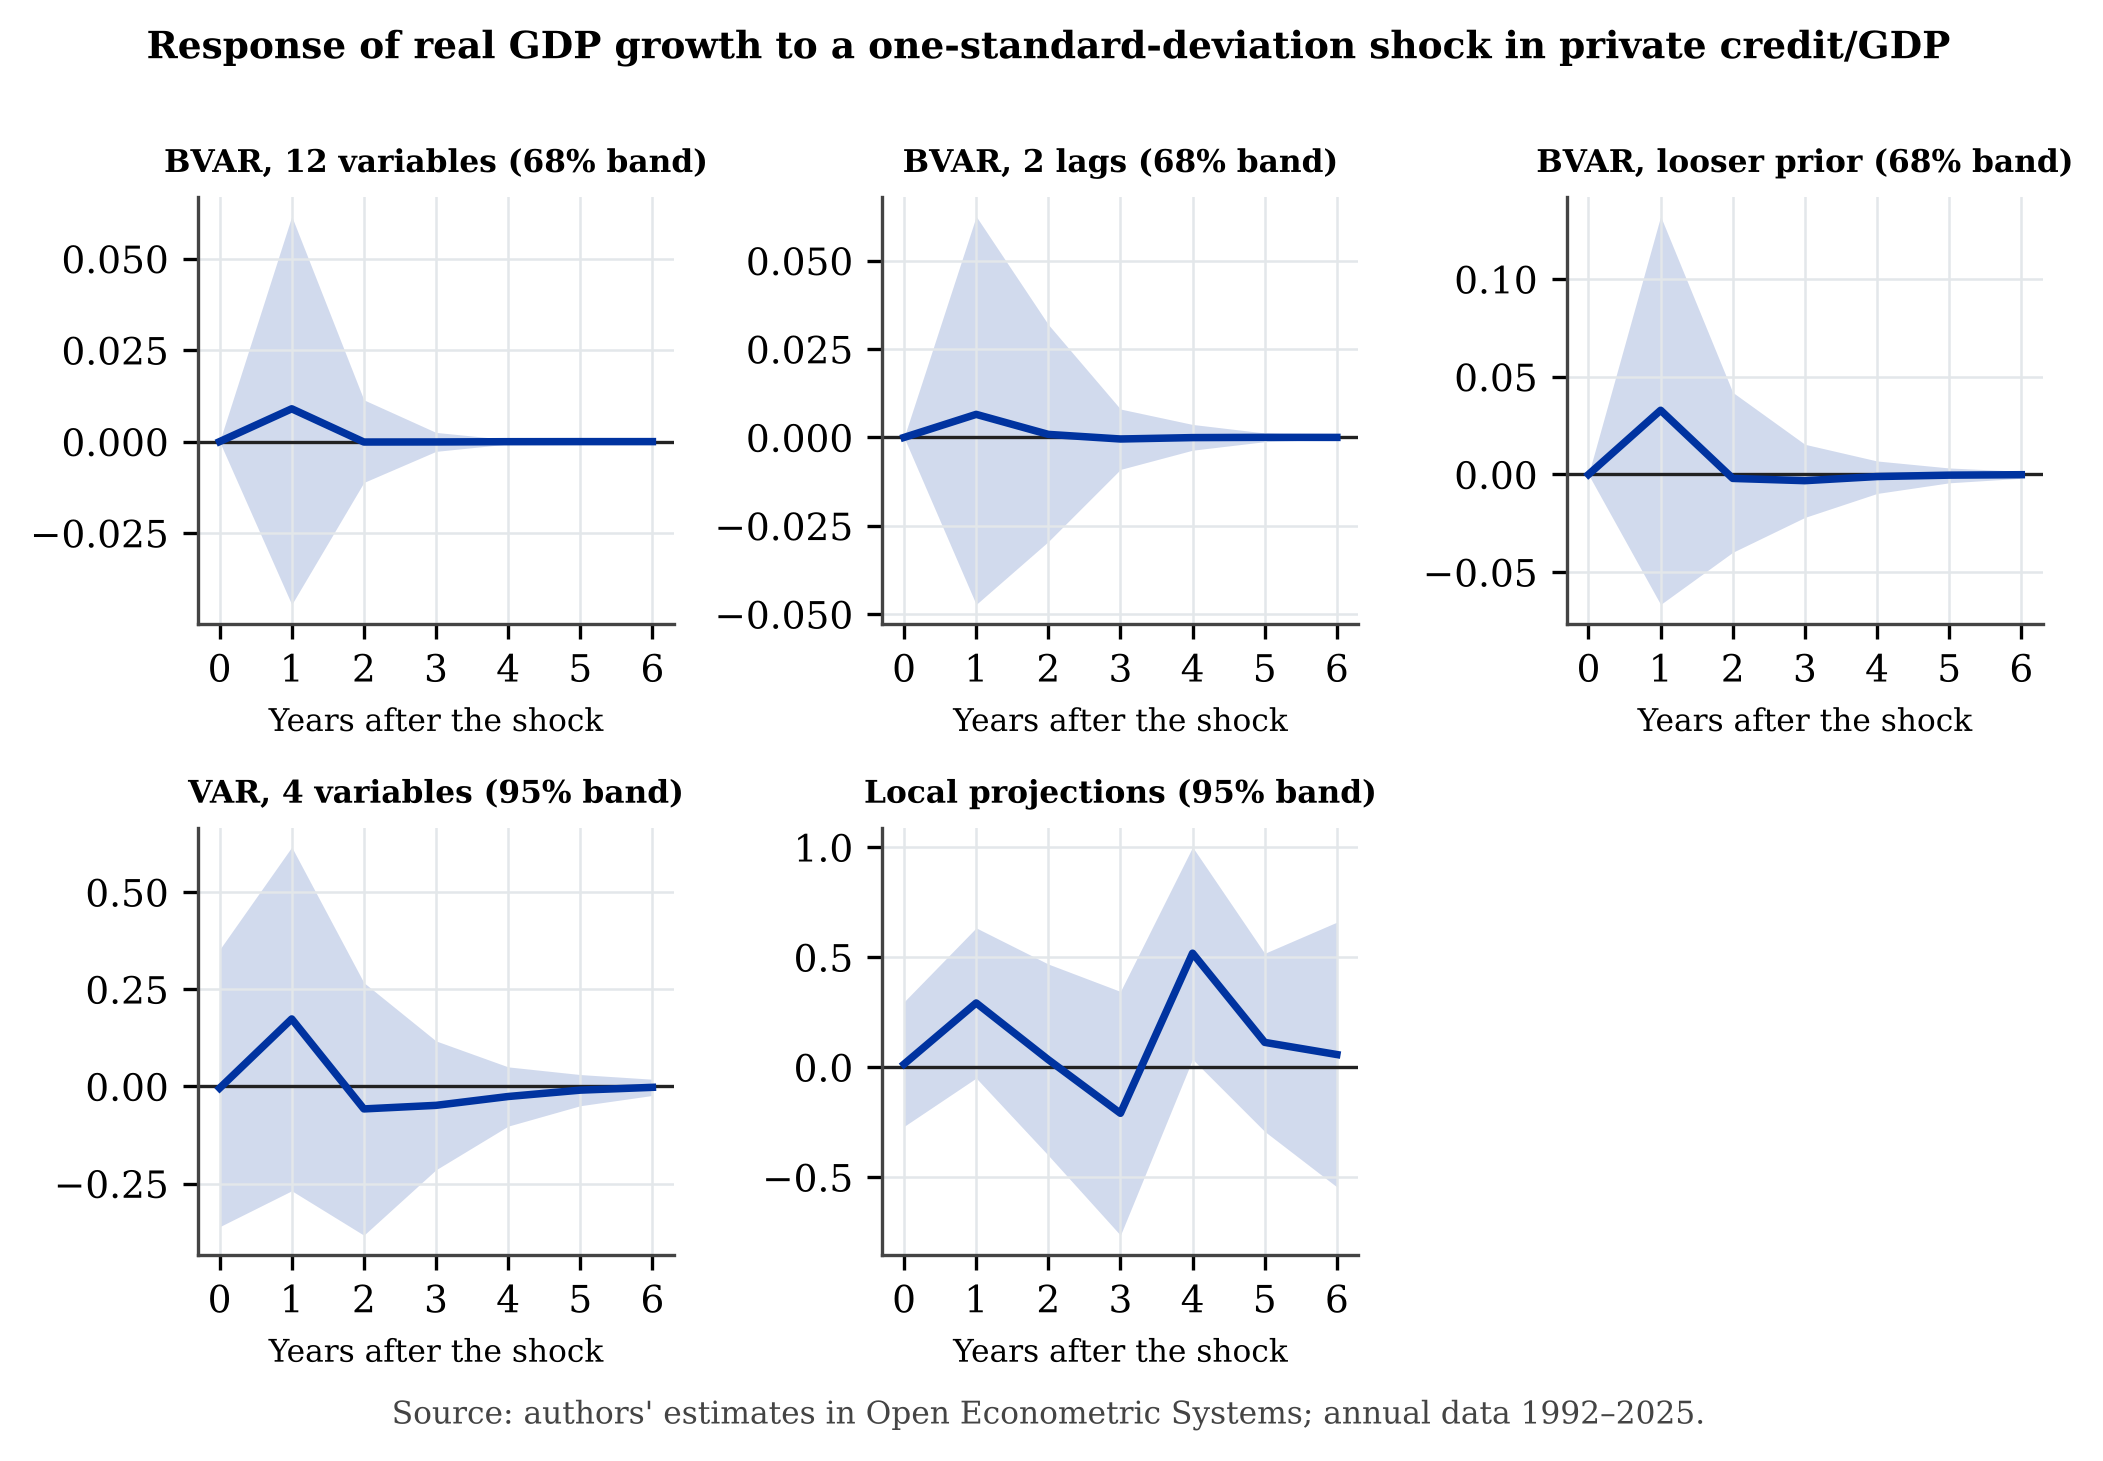 Response of real GDP growth to a one-standard-deviation shock in private credit/GDP
BVAR, 12 variables (68% band)
0.050
0.025
0.000
−0.025
0 1 2 3 4 5 6
Years after the shock
BVAR, 2 lags (68% band)
0.050
0.025
0.000
−0.025
−0.050
0 1 2 3 4 5 6
Years after the shock
BVAR, looser prior (68% band)
0.10
0.05
0.00
−0.05
0 1 2 3 4 5 6
Years after the shock
VAR, 4 variables (95% band)
0.50
0.25
0.00
−0.25
0 1 2 3 4 5 6
Years after the shock
Local projections (95% band)
1.0
0.5
0.0
−0.5
0 1 2 3 4 5 6
Years after the shock
Source: authors' estimates in Open Econometric Systems; annual data 1992–2025.